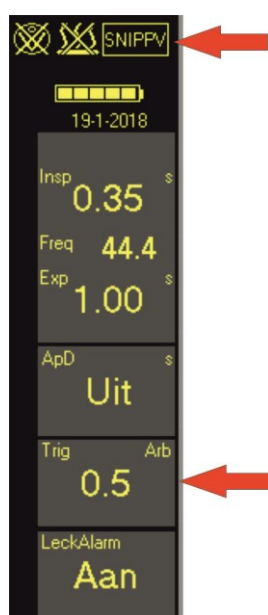 SNIPPV
19-1-2018
Insp s
0.35
Freq 44.4
Exp s
1.00
ApD s
Uit
Trig Arb
0.5
LeckAlarm
Aan